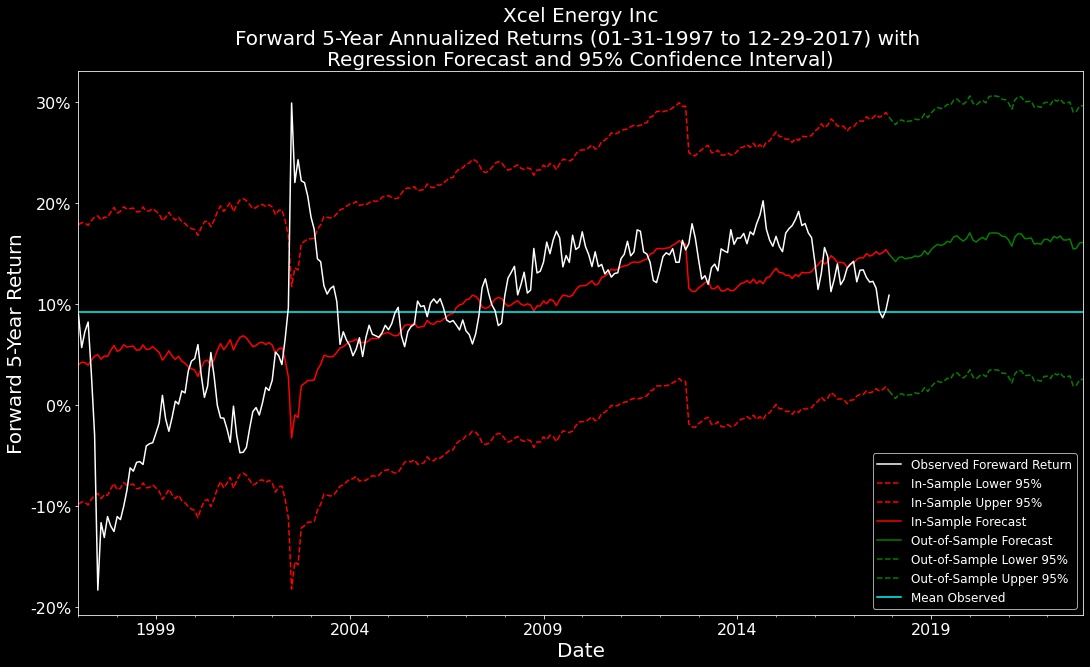 Xcel Energy Inc
Forward 5-Year Annualized Returns (01-31-1997 to 12-29-2017) with
Regression Forecast and 95% Confidence Interval)
30%
20%
10%
0%
-10%
-20%
Forward 5-Year Return
1999
2004
2009
2014
2019
Date
Observed Foreward Return
In-Sample Lower 95%
In-Sample Upper 95%
In-Sample Forecast
Out-of-Sample Forecast
Out-of-Sample Lower 95%
Out-of-Sample Upper 95%
Mean Observed